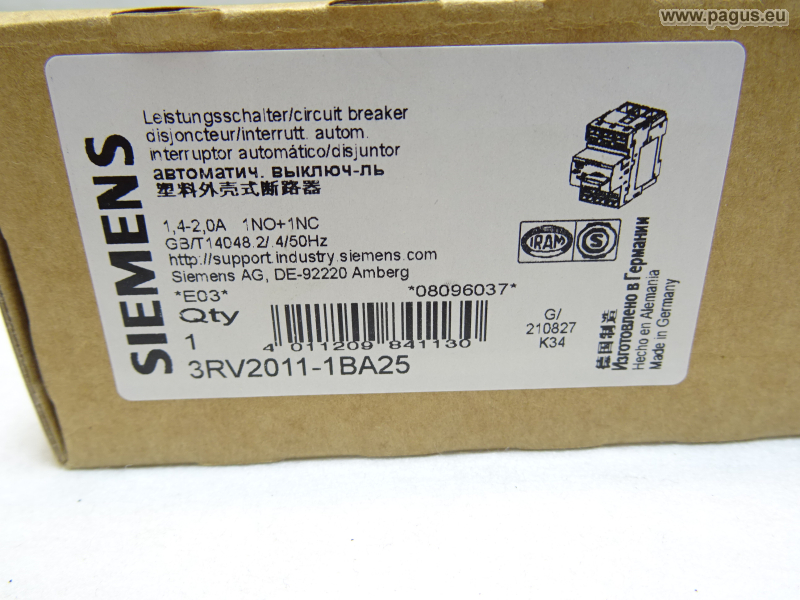 www.pagus.eu
SIEMENS
Leistungsschalter/circuit breaker
disjoncteur/interrutt. autom.
interruptor automático/disjuntor
автоматич. выключ-ль
塑料外壳式断路器
1,4-2,0A 1NO+1NC
GB/T14048.2/.4/50Hz
http://support.industry.siemens.com
Siemens AG, DE-92220 Amberg
*E03* *08096037*
Qty
1
4 011209 841130
3RV2011-1BA25
IRAM
S
G/
210827
K34
德国制造
Изготовлено в Германии
Hecho en Alemania
Made in Germany